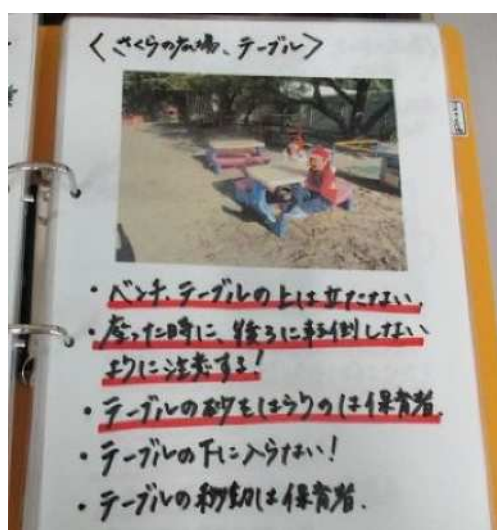 〈さくらの広場、テーブル〉
・ベンチ、テーブルの上は立たない。
・座った時に、後ろに転倒しない
ように注意する！
・テーブルの砂をはらうのは保育者。
・テーブルの下に入らない！
・テーブルの移動は保育者.